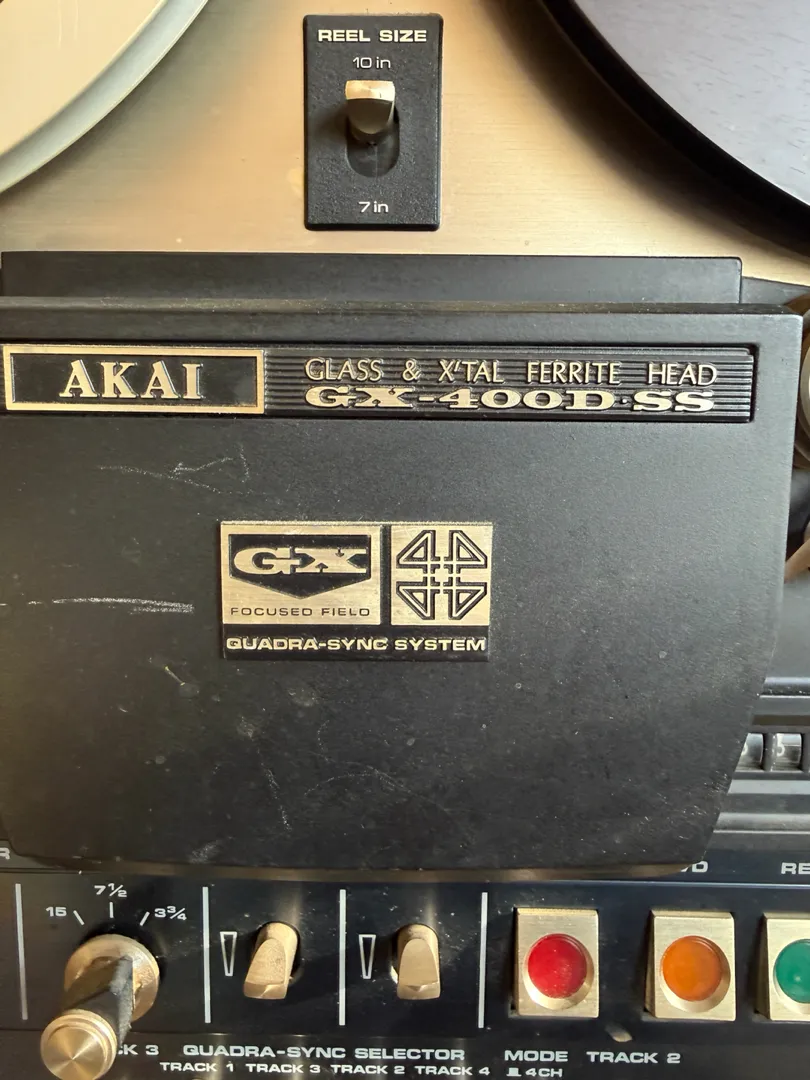 REEL SIZE
10 in
7 in
AKAI
GLASS & X'TAL FERRITE HEAD
GX-400D·SS
GX
FOCUSED FIELD
QUADRA-SYNC SYSTEM
5
15
7½
3¾
QUADRA-SYNC SELECTOR
MODE
TRACK 2
3
TRACK 1 TRACK 3 TRACK 2 TRACK 4
4CH